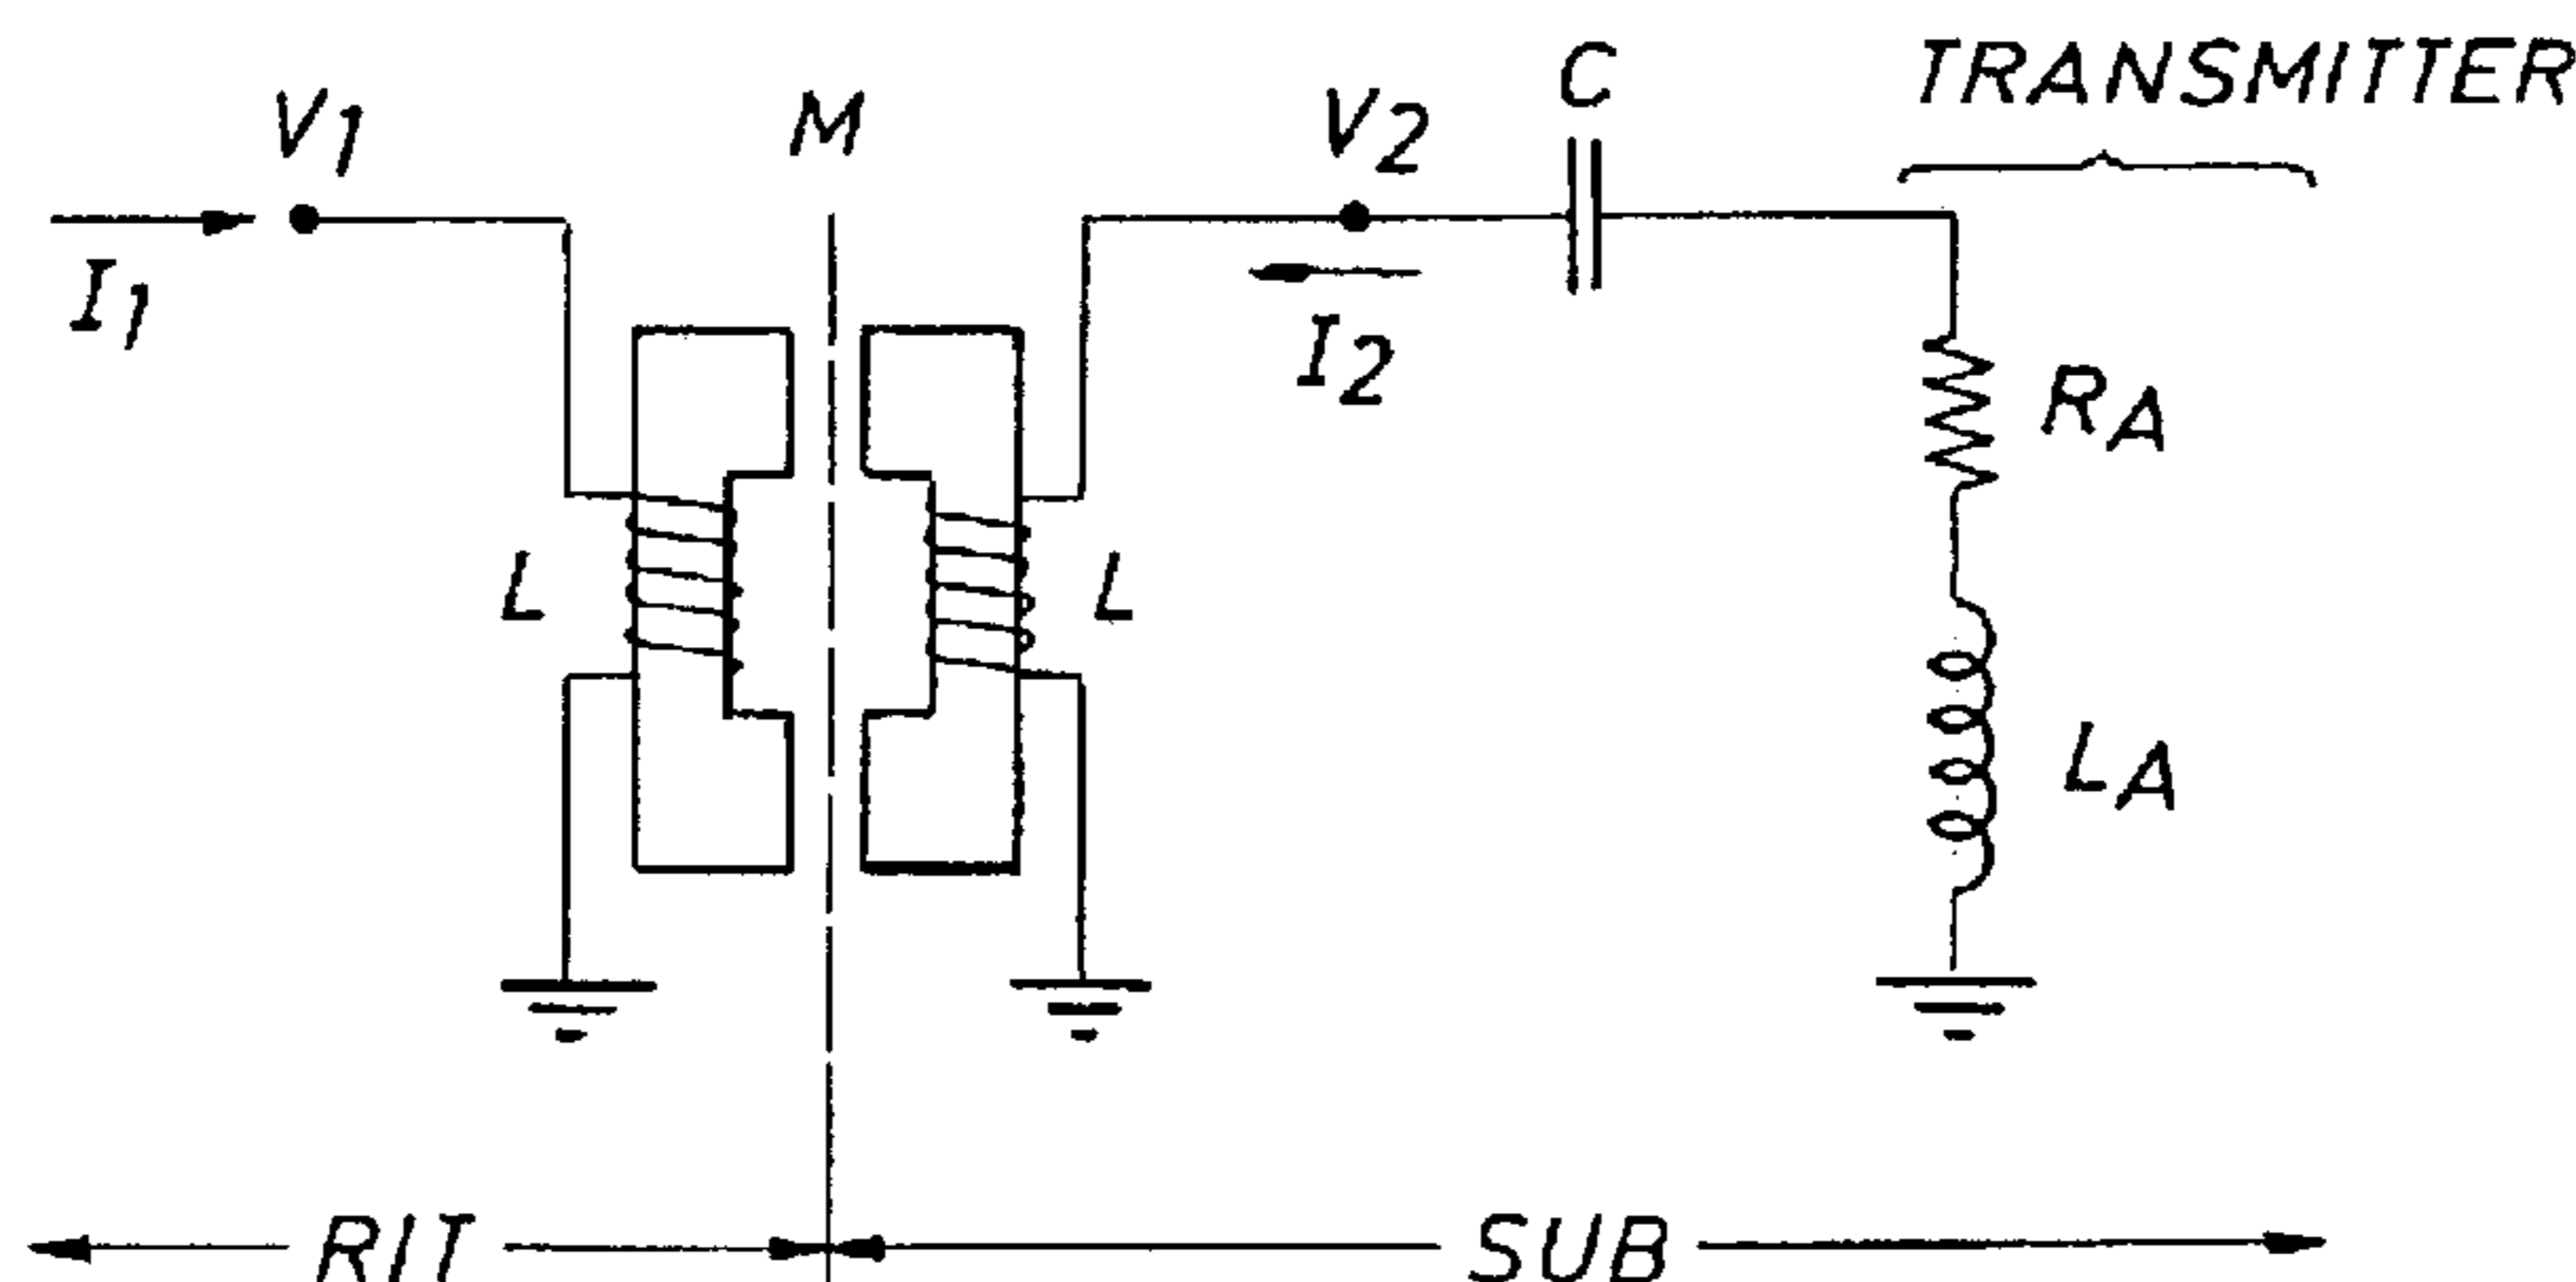 V1 M V2 C TRANSMITTER
I1 I2 RA
L L
LA
RIT SUB